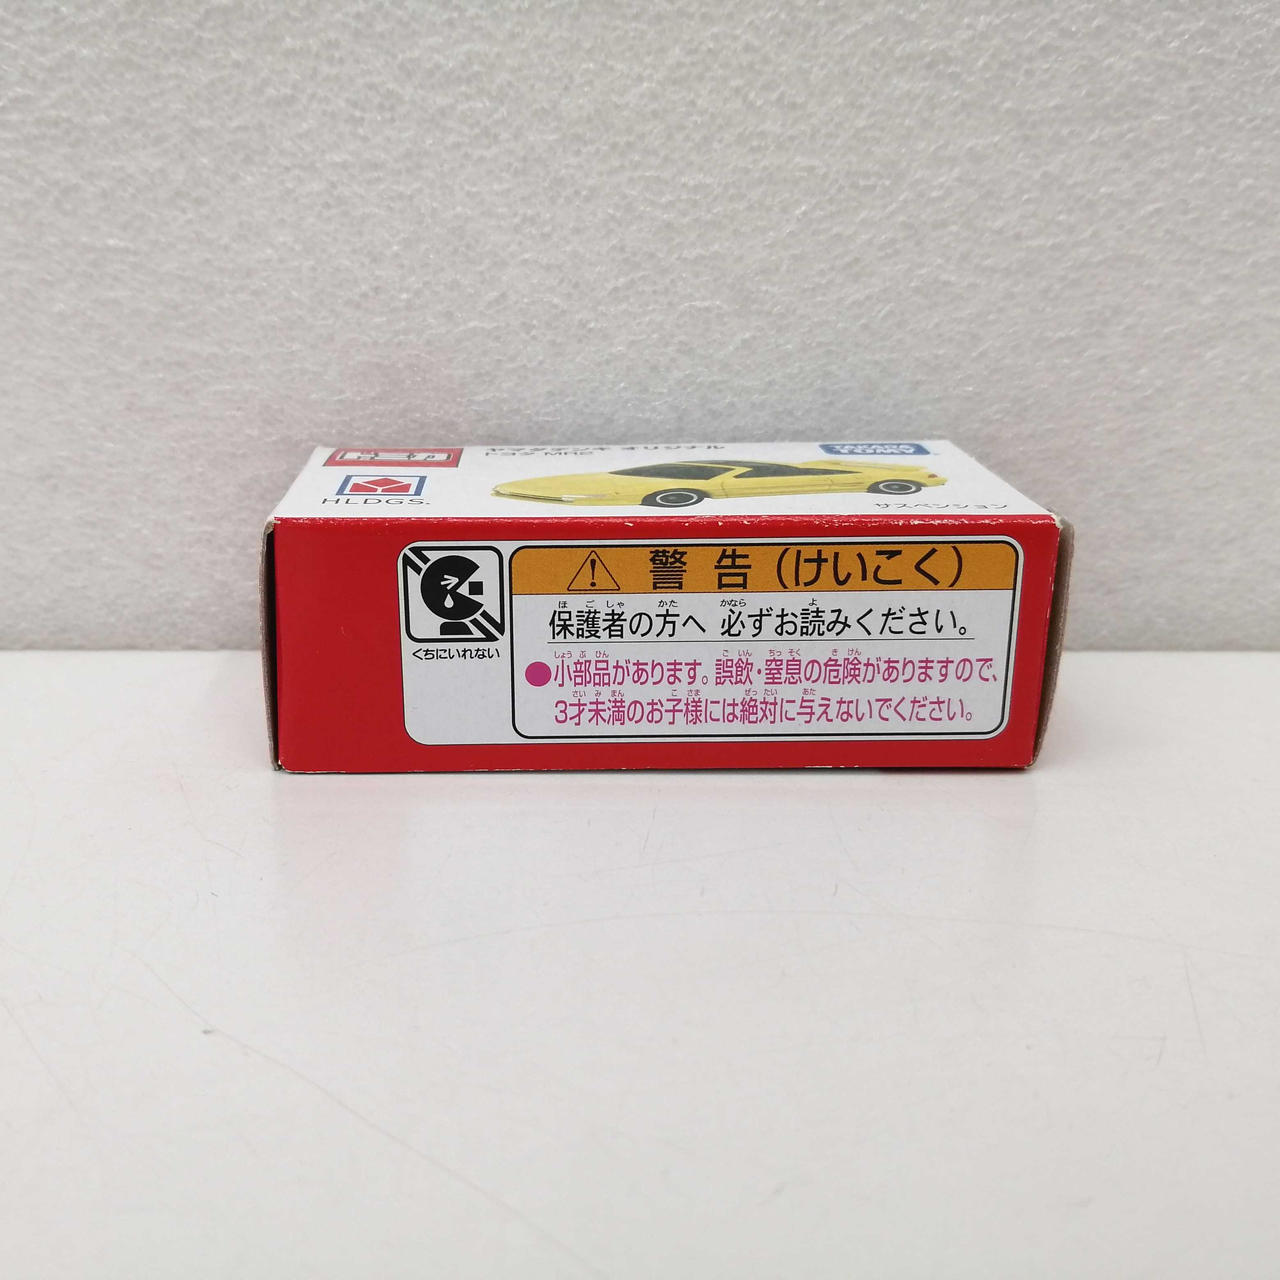 ヤマダデンキ オリジナル
トヨタ MR2
TAKARA
TOMY
HLDGS.
サスペンション
警告(けいこく)
ほごしゃ かた かなら よ
保護者の方へ 必ずお読みください。
くちにいれない
しょうぶひん ごいん ちっそく きけん
●小部品があります。誤飲・窒息の危険がありますので、
さいみまん こさま ぜったい あた
3才未満のお子様には絶対に与えないでください。